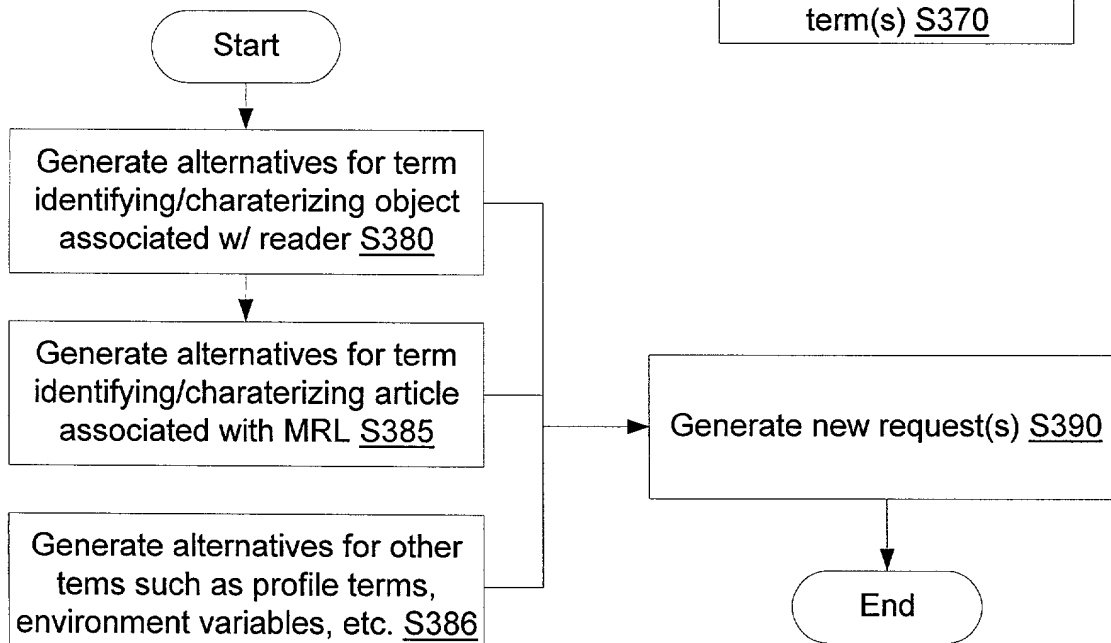 term(s) S370
Start
Generate alternatives for term
identifying/charaterizing object
associated w/ reader S380
Generate alternatives for term
identifying/charaterizing article
associated with MRL S385
Generate new request(s) S390
Generate alternatives for other
tems such as profile terms,
environment variables, etc. S386
End